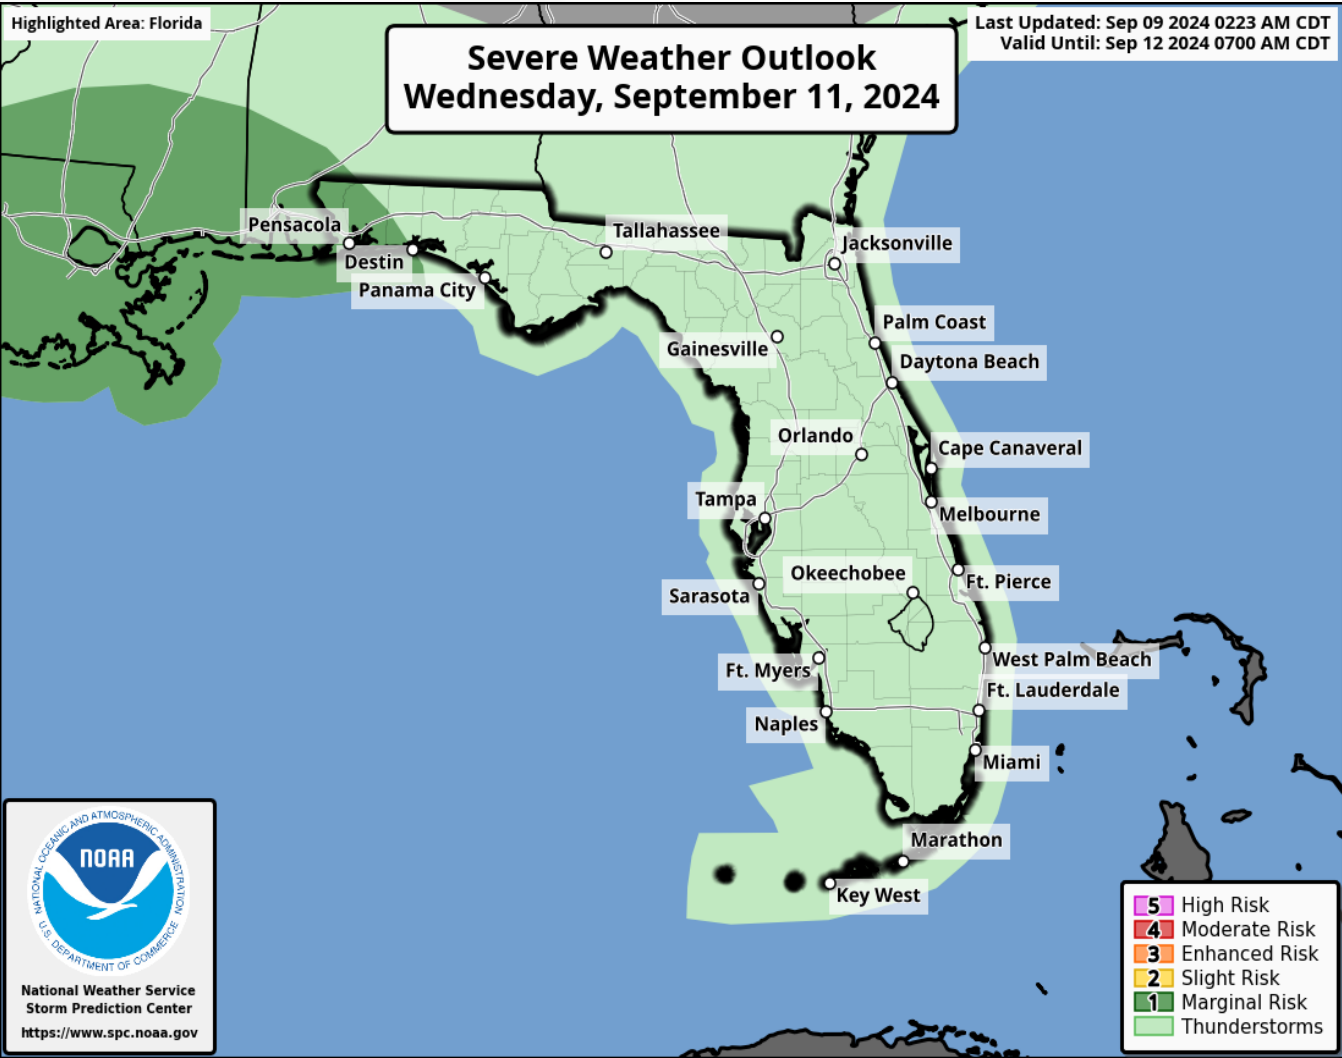 Highlighted Area: Florida
Last Updated: Sep 09 2024 0223 AM CDT
Valid Until: Sep 12 2024 0700 AM CDT
Severe Weather Outlook
Wednesday, September 11, 2024
Pensacola
Tallahassee
Jacksonville
Destin
Panama City
Palm Coast
Gainesville
Daytona Beach
Orlando
Cape Canaveral
Tampa
Melbourne
Okeechobee
Ft. Pierce
Sarasota
West Palm Beach
Ft. Myers
Ft. Lauderdale
Naples
Miami
Marathon
Key West
NATIONAL OCEANIC AND ATMOSPHERIC ADMINISTRATION
NOAA
U.S. DEPARTMENT OF COMMERCE
National Weather Service
Storm Prediction Center
https://www.spc.noaa.gov
5 High Risk
4 Moderate Risk
3 Enhanced Risk
2 Slight Risk
1 Marginal Risk
Thunderstorms